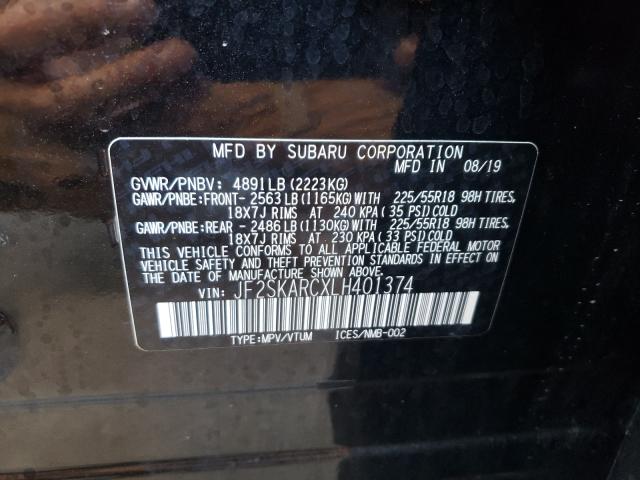 MFD BY SUBARU CORPORATION
MFD IN 08/19
GVWR/PNBV: 4891LB (2223KG)
GAWR/PNBE:FRONT- 2563LB (1165KG)WITH 225/55R18 98H TIRES,
18X7J RIMS AT 240 KPA (35 PSI)COLD
GAWR/PNBE:REAR - 2486LB (1130KG)WITH 225/55R18 98H TIRES,
18X7J RIMS AT 230 KPA (33 PSI)COLD
THIS VEHICLE CONFORMS TO ALL APPLICABLE FEDERAL MOTOR
VEHICLE SAFETY AND THEFT PREVENTION STANDARDS IN EFFECT ON
THE DATE OF MANUFACTURE SHOWN ABOVE.
VIN: JF2SKARCXLH401374
TYPE:MPV/VTUM ICES/NMB-002